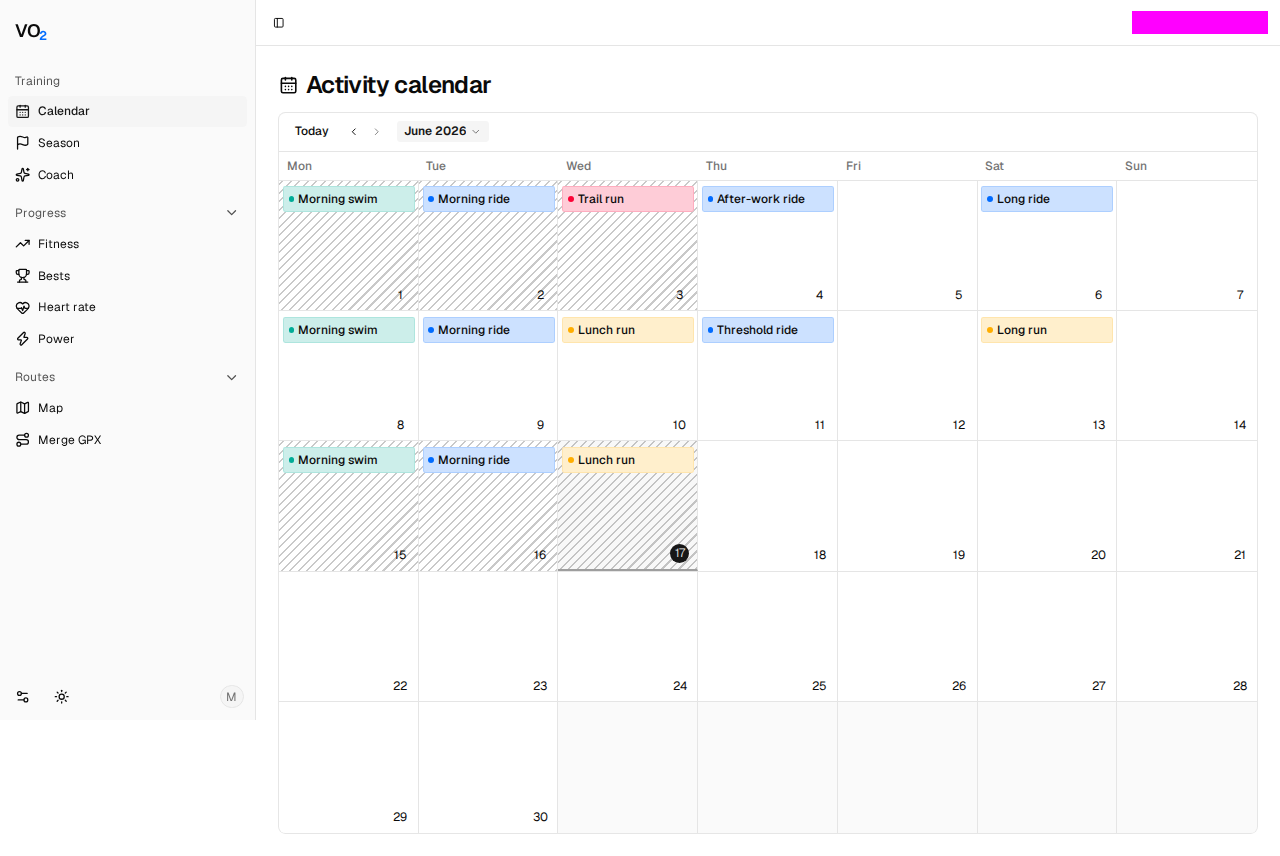 VO2
Training
Calendar
Season
Coach
Progress
Fitness
Bests
Heart rate
Power
Routes
Map
Merge GPX
M
Activity calendar
Today June 2026
Mon Tue Wed Thu Fri Sat Sun
Morning swim Morning ride Trail run After-work ride Long ride
1 2 3 4 5 6 7
Morning swim Morning ride Lunch run Threshold ride Long run
8 9 10 11 12 13 14
Morning swim Morning ride Lunch run
15 16 17 18 19 20 21
22 23 24 25 26 27 28
29 30